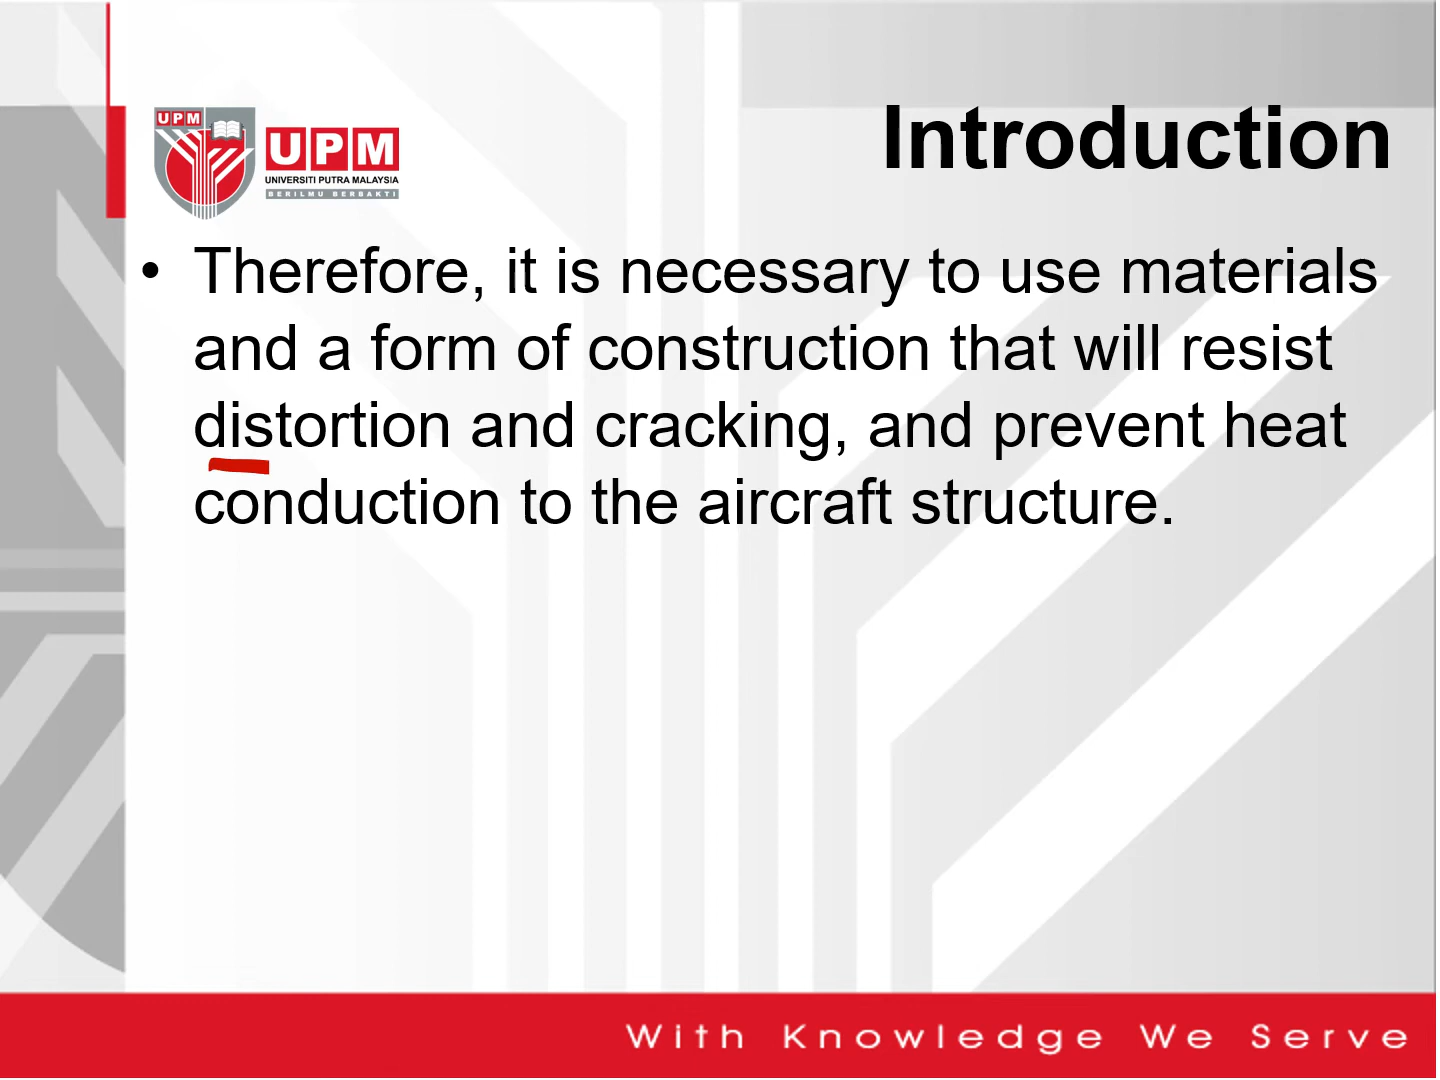 UPM
UPM
UNIVERSITI PUTRA MALAYSIA
BERILMU BERBAKTI
Introduction
• Therefore, it is necessary to use materials
and a form of construction that will resist
distortion and cracking, and prevent heat
conduction to the aircraft structure.
With Knowledge We Serve